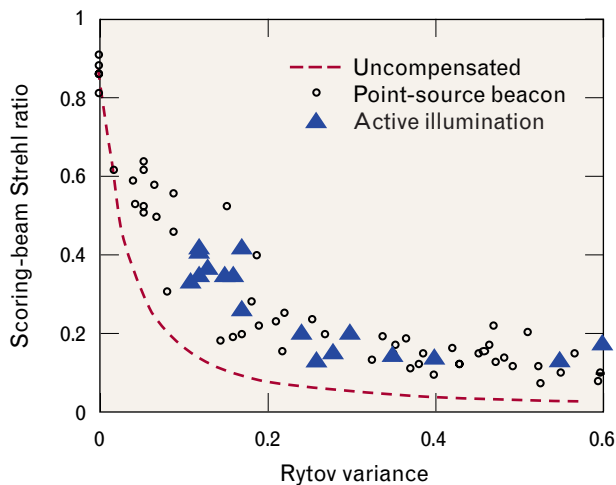 1
0.8
0.6
0.4
0.2
0
Scoring-beam Strehl ratio
Uncompensated
Point-source beacon
Active illumination
0
0.2
0.4
0.6
Rytov variance